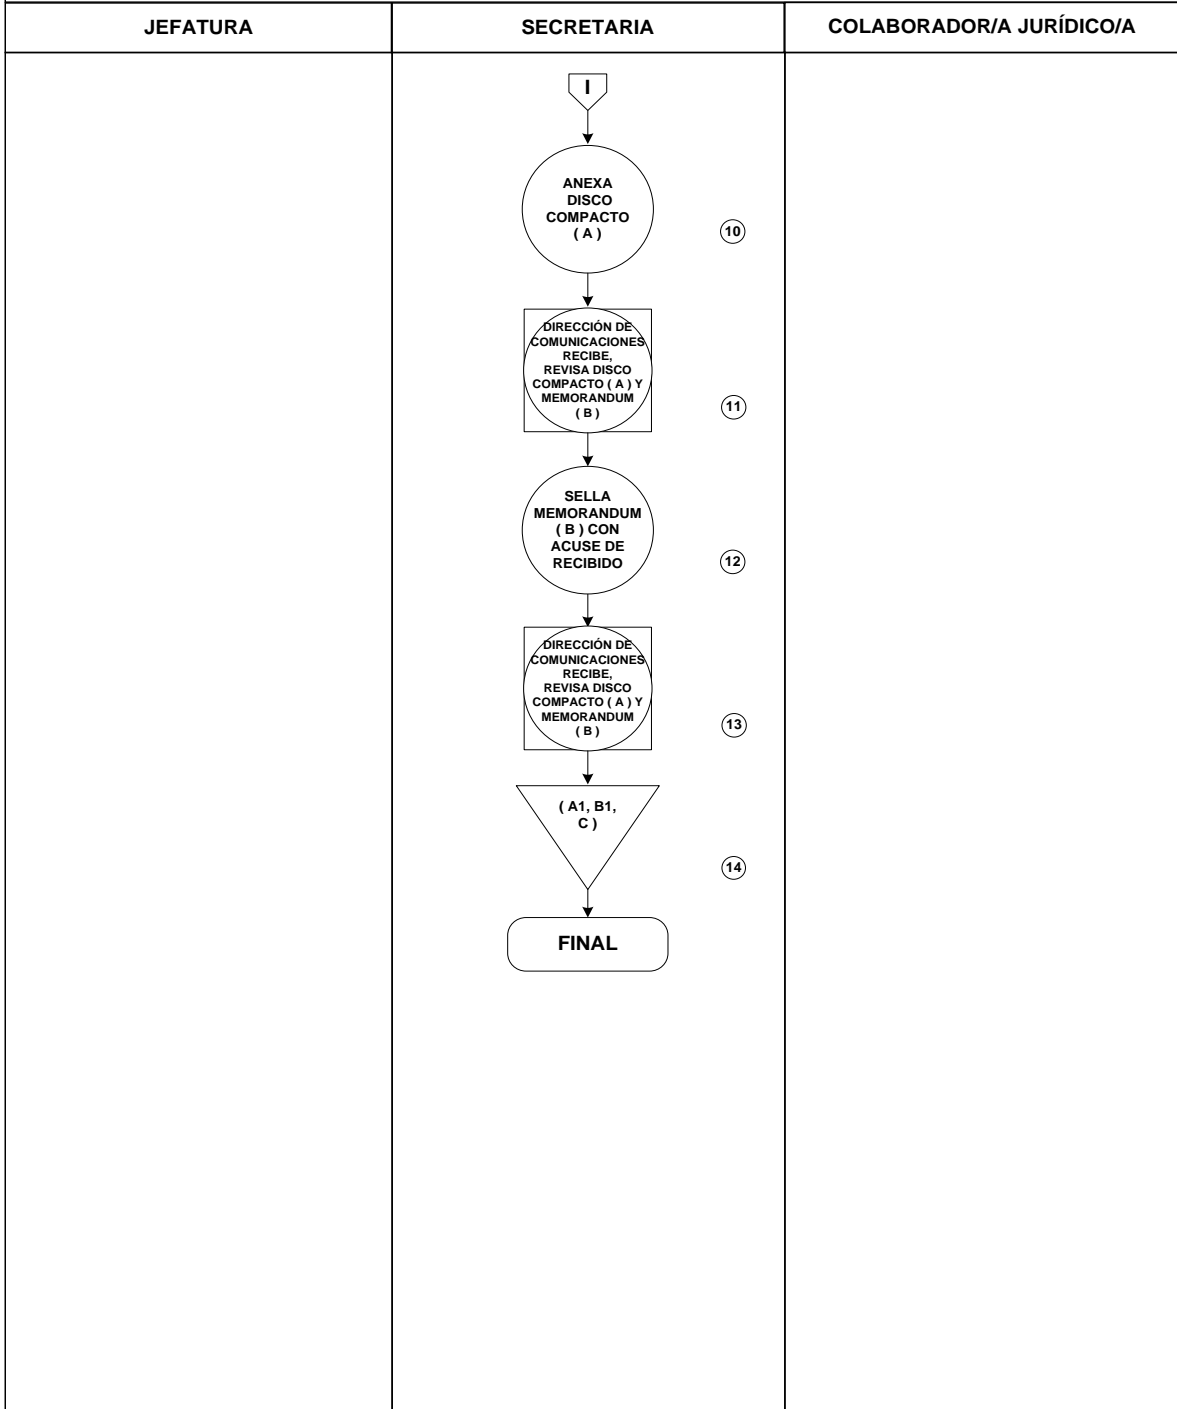 JEFATURA
SECRETARIA
COLABORADOR/A JURÍDICO/A
I
ANEXA
DISCO
COMPACTO
( A )
10
DIRECCIÓN DE
COMUNICACIONES
RECIBE,
REVISA DISCO
COMPACTO ( A ) Y
MEMORANDUM
( B )
11
SELLA
MEMORANDUM
( B ) CON
ACUSE DE
RECIBIDO
12
DIRECCIÓN DE
COMUNICACIONES
RECIBE,
REVISA DISCO
COMPACTO ( A ) Y
MEMORANDUM
( B )
13
( A1, B1,
C )
14
FINAL